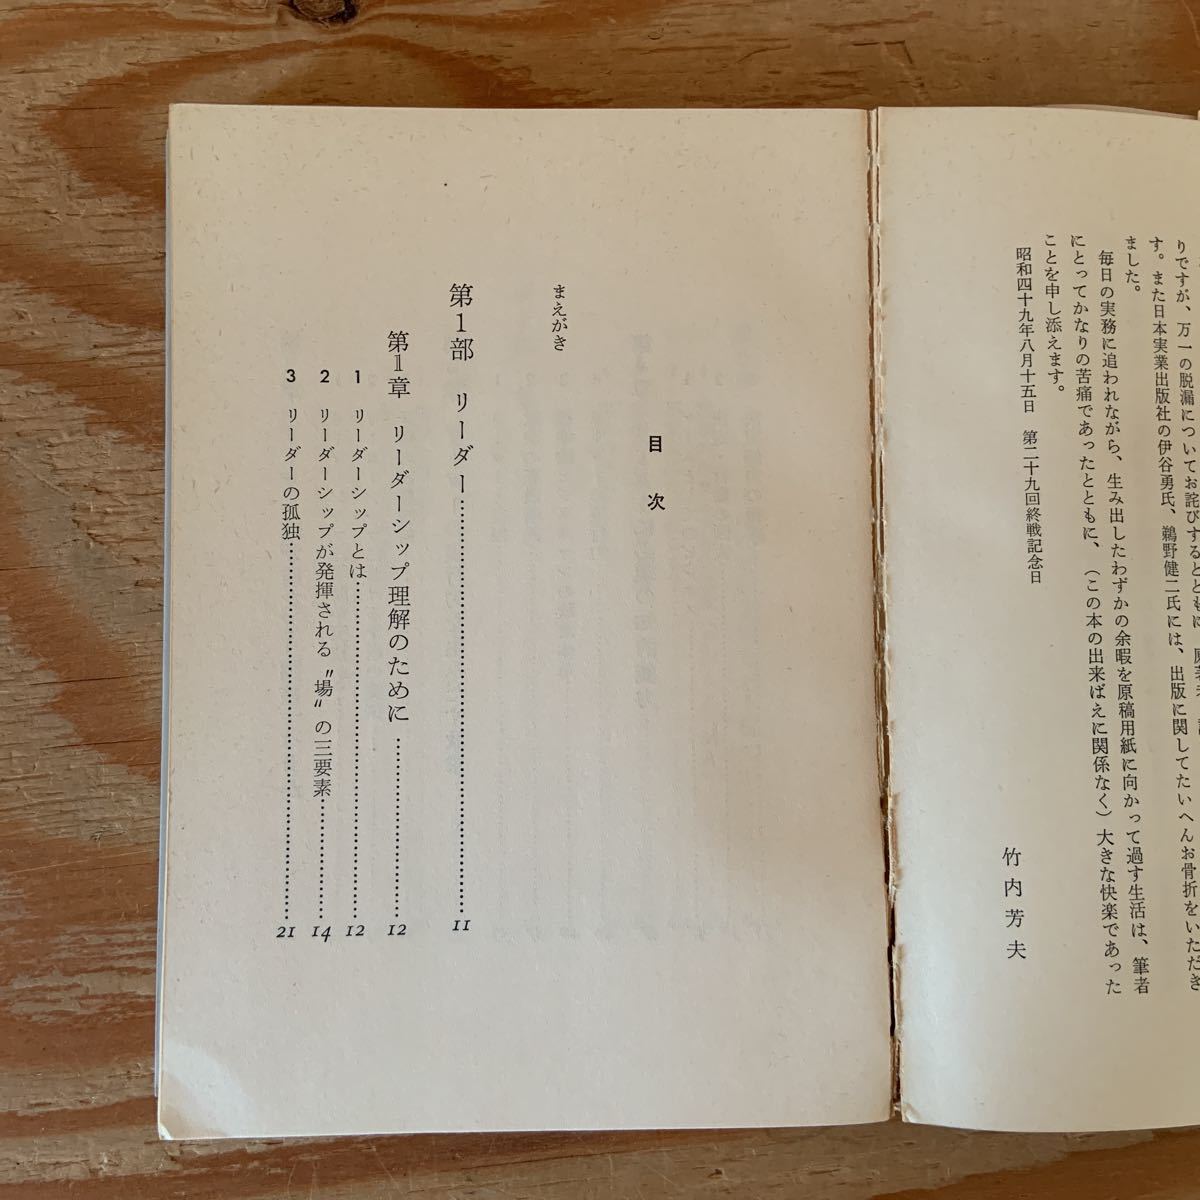 りですが、万一の脱漏についてお詫びするとともに
す。また日本実業出版社の伊谷勇氏、鵜野健二氏には、出版に関してたいへんお骨折をいただき
ました。
毎日の実務に追われながら、生み出したわずかの余暇を原稿用紙に向かって過す生活は、筆者
にとってかなりの苦痛であったとともに、(この本の出来ばえに関係なく)大きな快楽であった
ことを申し添えます。
昭和四十九年八月十五日 第二十九回終戦記念日
竹内芳夫
目次
まえがき
第1部 リーダー……11
第1章 リーダーシップ理解のために……12
1 リーダーシップとは……12
2 リーダーシップが発揮される〝場〟の三要素……14
3 リーダーの孤独……21